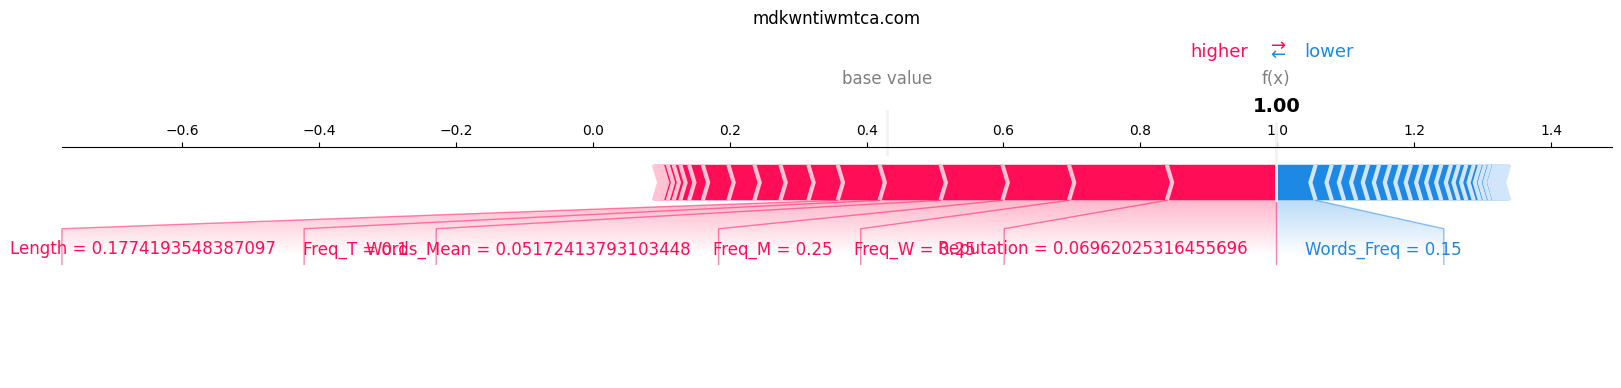 mdkwntiwmtca.com
higher ⇄ lower
base value f(x)
1.00
−0.6 −0.4 −0.2 0.0 0.2 0.4 0.6 0.8 1.0 1.2 1.4
Length = 0.1774193548387097 Freq_T = 0.1 Words_Mean = 0.05172413793103448 Freq_M = 0.25 Freq_W = 0.25 Reputation = 0.06962025316455696 Words_Freq = 0.15